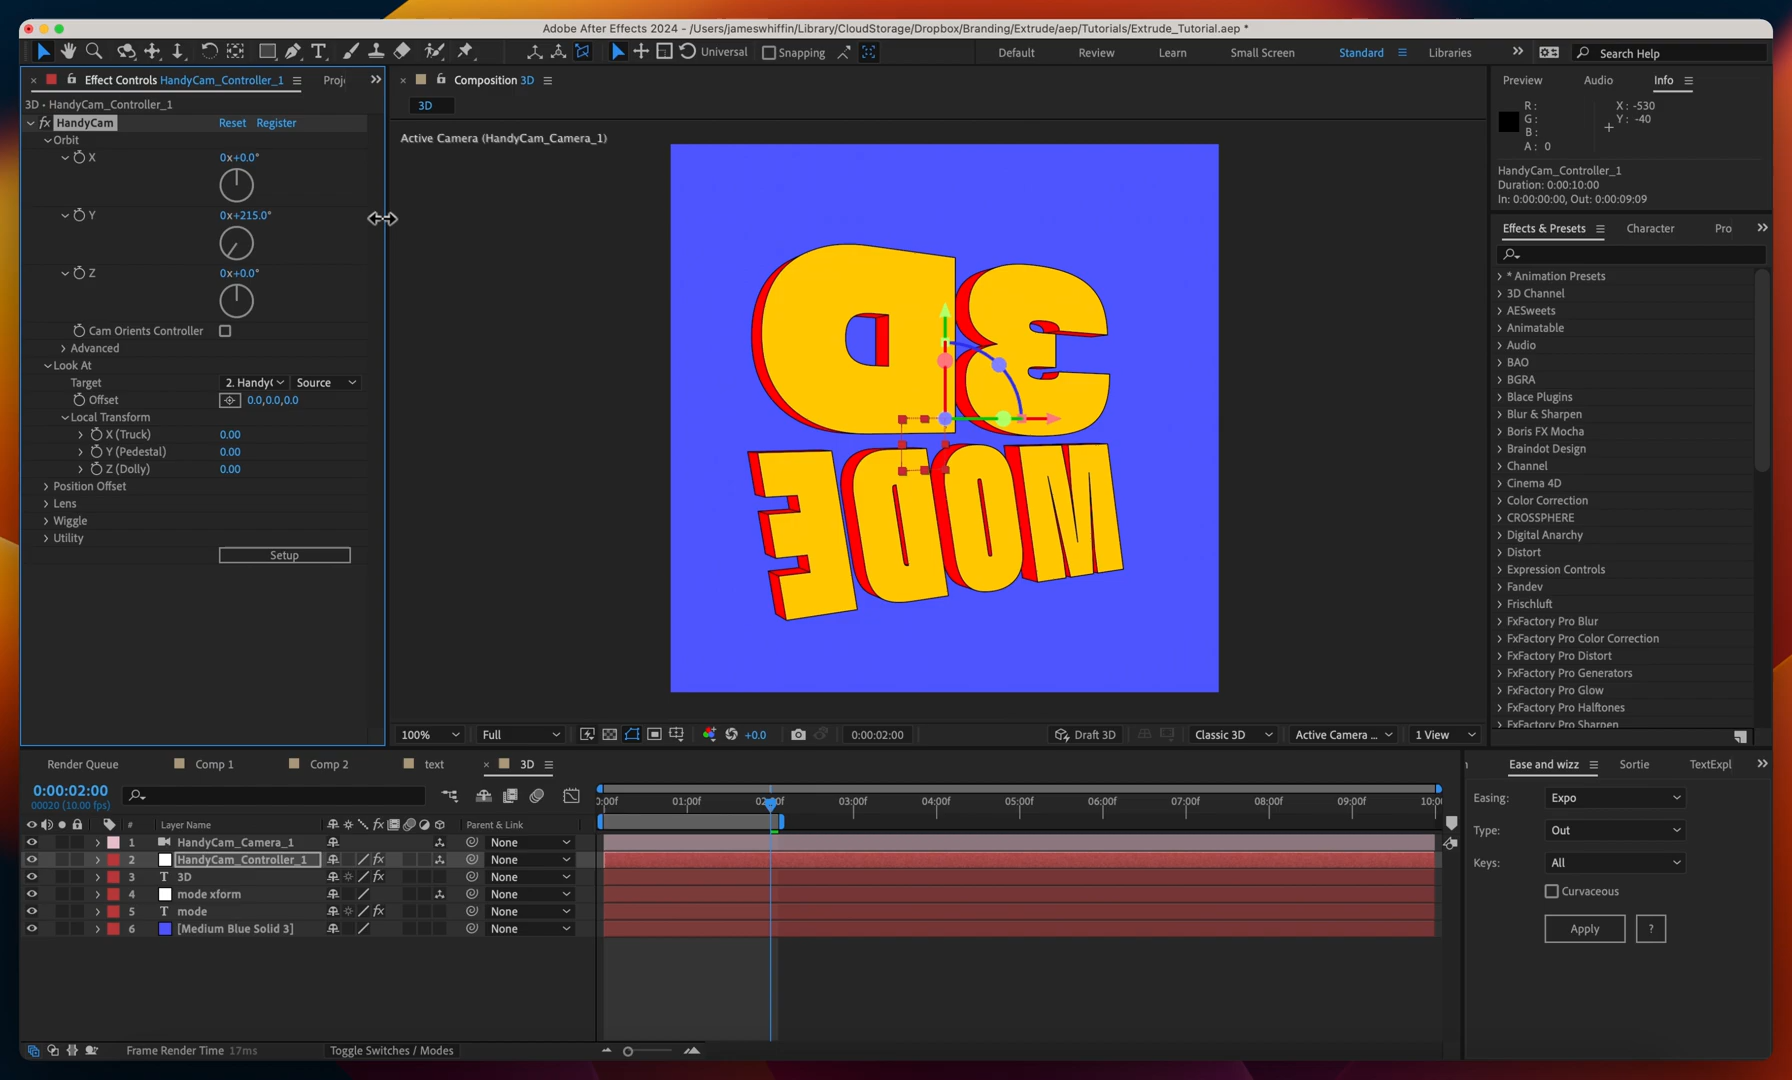 Adobe After Effects 2024 - /Users/jameswhiffin/Library/CloudStorage/Dropbox/Branding/Extrude/aep/Tutorials/Extrude_Tutorial.aep *
Universal
Snapping
Default
Review
Learn
Small Screen
Standard
Libraries
Search Help
Effect Controls HandyCam_Controller_1
Proj
3D • HandyCam_Controller_1
fx HandyCam Reset Register
Orbit
X 0x+0.0°
Y 0x+215.0°
Z 0x+0.0°
Cam Orients Controller
Advanced
Look At
Target 2. Handy( Source
Offset 0.0,0.0,0.0
Local Transform
X (Truck) 0.00
Y (Pedestal) 0.00
Z (Dolly) 0.00
Position Offset
Lens
Wiggle
Utility
Setup
Composition 3D
3D
Active Camera (HandyCam_Camera_1)
3D
MODE
100%
Full
+0.0
0:00:02:00
Draft 3D
Classic 3D
Active Camera ...
1 View
Preview
Audio
Info
R :
G :
B :
A : 0
X : -530
Y : -40
HandyCam_Controller_1
Duration: 0:00:10:00
In: 0:00:00:00, Out: 0:00:09:09
Effects & Presets
Character
Pro
* Animation Presets
3D Channel
AESweets
Animatable
Audio
BAO
BGRA
Blace Plugins
Blur & Sharpen
Boris FX Mocha
Braindot Design
Channel
Cinema 4D
Color Correction
CROSSPHERE
Digital Anarchy
Distort
Expression Controls
Fandev
Frischluft
FxFactory Pro Blur
FxFactory Pro Color Correction
FxFactory Pro Distort
FxFactory Pro Generators
FxFactory Pro Glow
FxFactory Pro Halftones
FxFactory Pro Sharpen
Render Queue
Comp 1
Comp 2
text
3D
0:00:02:00
00020 (10.00 fps)
0:00f 01:00f 02:00f 03:00f 04:00f 05:00f 06:00f 07:00f 08:00f 09:00f 10:00
# Layer Name fx Parent & Link
1 HandyCam_Camera_1 None
2 HandyCam_Controller_1 fx None
3 T 3D fx None
4 mode xform None
5 T mode fx None
6 [Medium Blue Solid 3] None
Frame Render Time 17ms
Toggle Switches / Modes
Ease and wizz
Sortie
TextExpl
Easing: Expo
Type: Out
Keys: All
Curvaceous
Apply
?